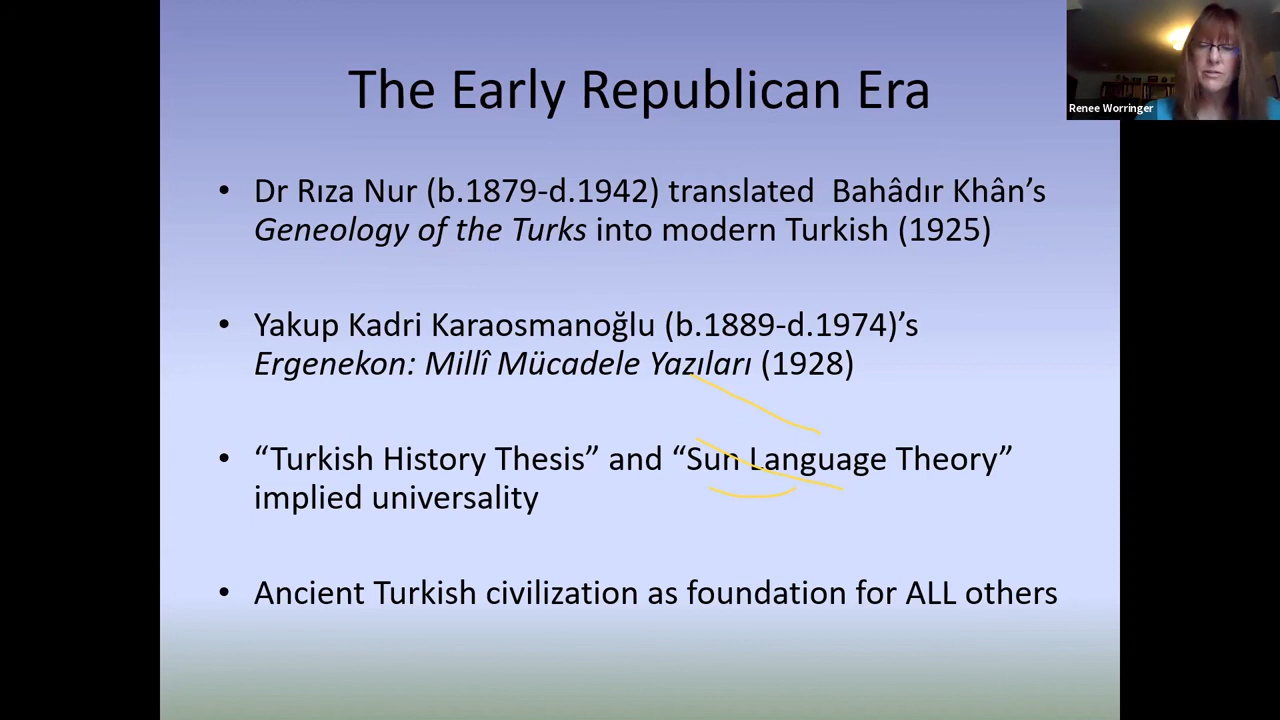 The Early Republican Era
Renee Worringer
• Dr Rıza Nur (b.1879-d.1942) translated  Bahâdır Khân’s
Geneology of the Turks into modern Turkish (1925)
• Yakup Kadri Karaosmanoğlu (b.1889-d.1974)’s
Ergenekon: Millî Mücadele Yazıları (1928)
• “Turkish History Thesis” and “Sun Language Theory”
implied universality
• Ancient Turkish civilization as foundation for ALL others